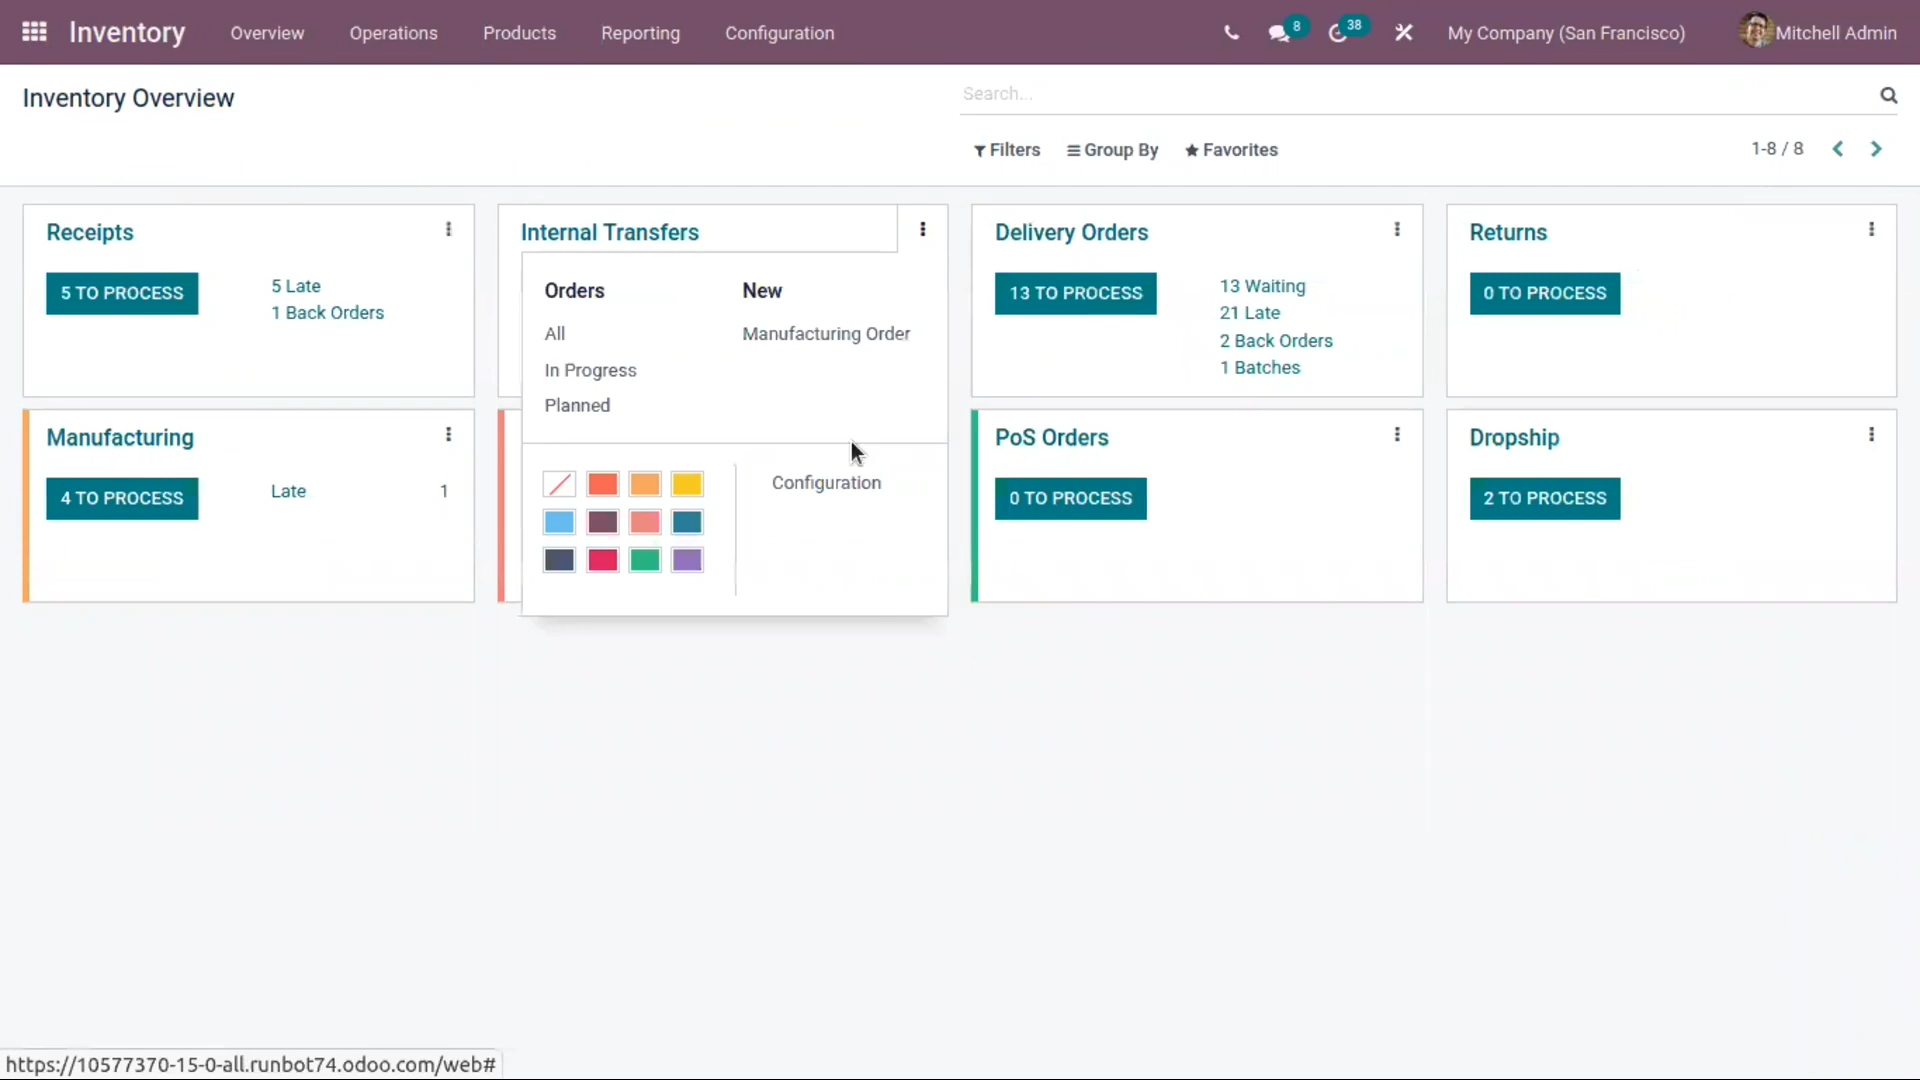 Inventory Overview Operations Products Reporting Configuration 8 38 My Company (San Francisco) Mitchell Admin
Inventory Overview
Search...
Filters Group By Favorites 1-8 / 8
Receipts
5 TO PROCESS
5 Late
1 Back Orders
Internal Transfers
Orders
All
In Progress
Planned
New
Manufacturing Order
Configuration
Delivery Orders
13 TO PROCESS
13 Waiting
21 Late
2 Back Orders
1 Batches
Returns
0 TO PROCESS
Manufacturing
4 TO PROCESS
Late 1
PoS Orders
0 TO PROCESS
Dropship
2 TO PROCESS
https://10577370-15-0-all.runbot74.odoo.com/web#